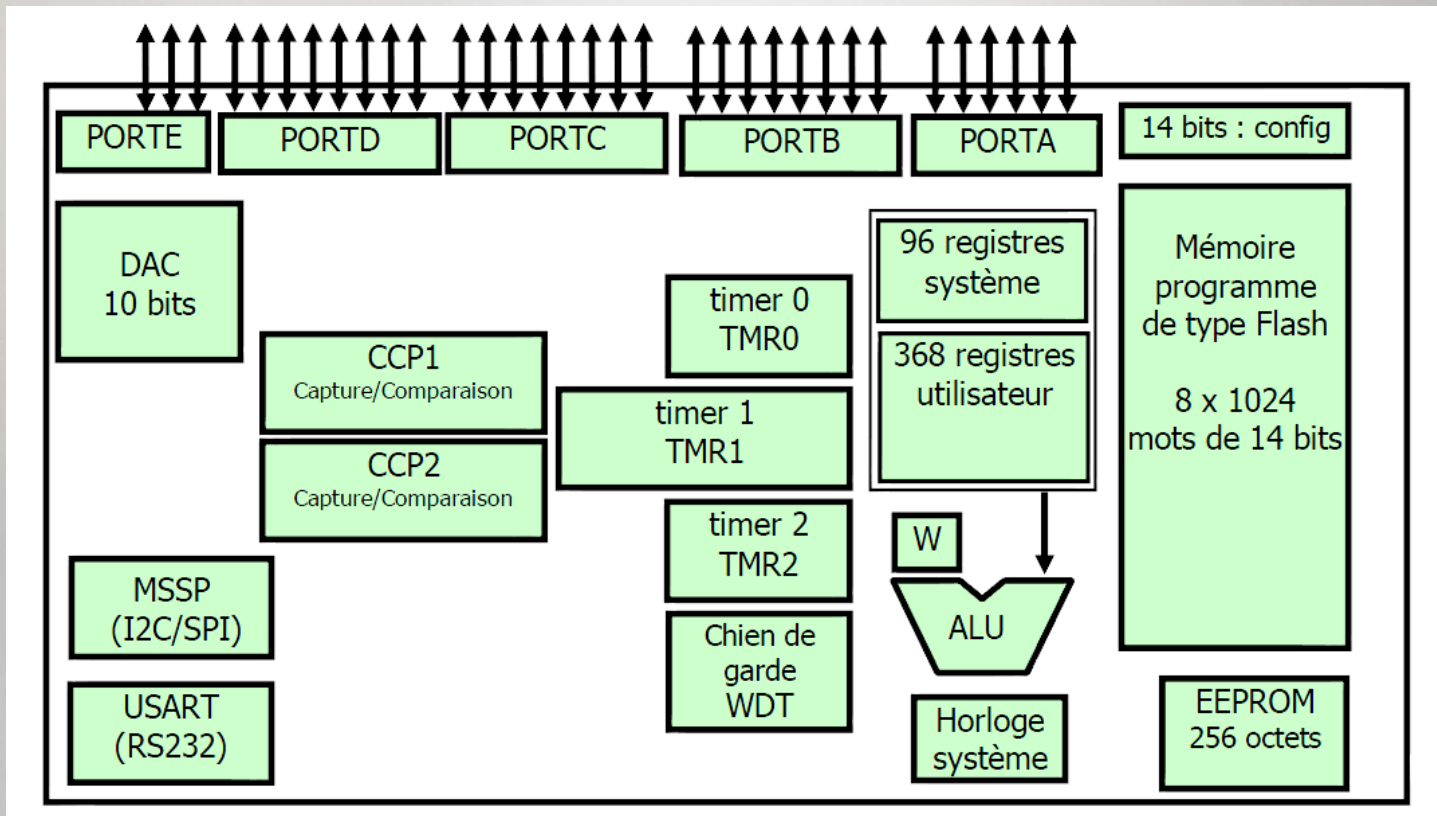 PORTE
PORTD
PORTC
PORTB
PORTA
14 bits : config
DAC
10 bits
CCP1
Capture/Comparaison
CCP2
Capture/Comparaison
MSSP
(I2C/SPI)
USART
(RS232)
timer 0
TMR0
timer 1
TMR1
timer 2
TMR2
Chien de
garde
WDT
96 registres
système
368 registres
utilisateur
W
ALU
Horloge
système
Mémoire
programme
de type Flash
8 x 1024
mots de 14 bits
EEPROM
256 octets